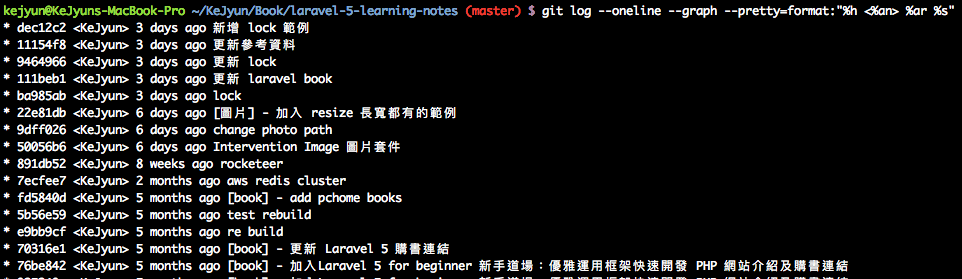 kejyun@KeJyuns-MacBook-Pro ~/KeJyun/Book/laravel-5-learning-notes (master) $ git log --oneline --graph --pretty=format:"%h <%an> %ar %s"
* dec12c2 <KeJyun> 3 days ago 新增 lock 範例
* 11154f8 <KeJyun> 3 days ago 更新參考資料
* 9464966 <KeJyun> 3 days ago 更新 lock
* 111beb1 <KeJyun> 3 days ago 更新 laravel book
* ba985ab <KeJyun> 3 days ago lock
* 22e81db <KeJyun> 6 days ago [圖片] - 加入 resize 長寬都有的範例
* 9dff026 <KeJyun> 6 days ago change photo path
* 50056b6 <KeJyun> 6 days ago Intervention Image 圖片套件
* 891db52 <KeJyun> 8 weeks ago rocketeer
* 7ecfee7 <KeJyun> 2 months ago aws redis cluster
* fd5840d <KeJyun> 5 months ago [book] - add pchome books
* 5b56e59 <KeJyun> 5 months ago test rebuild
* e9bb9cf <KeJyun> 5 months ago re build
* 70316e1 <KeJyun> 5 months ago [book] - 更新 Laravel 5 購書連結
* 76be842 <KeJyun> 5 months ago [book] - 加入Laravel 5 for beginner 新手道場：優雅運用框架快速開發 PHP 網站介紹及購書連結